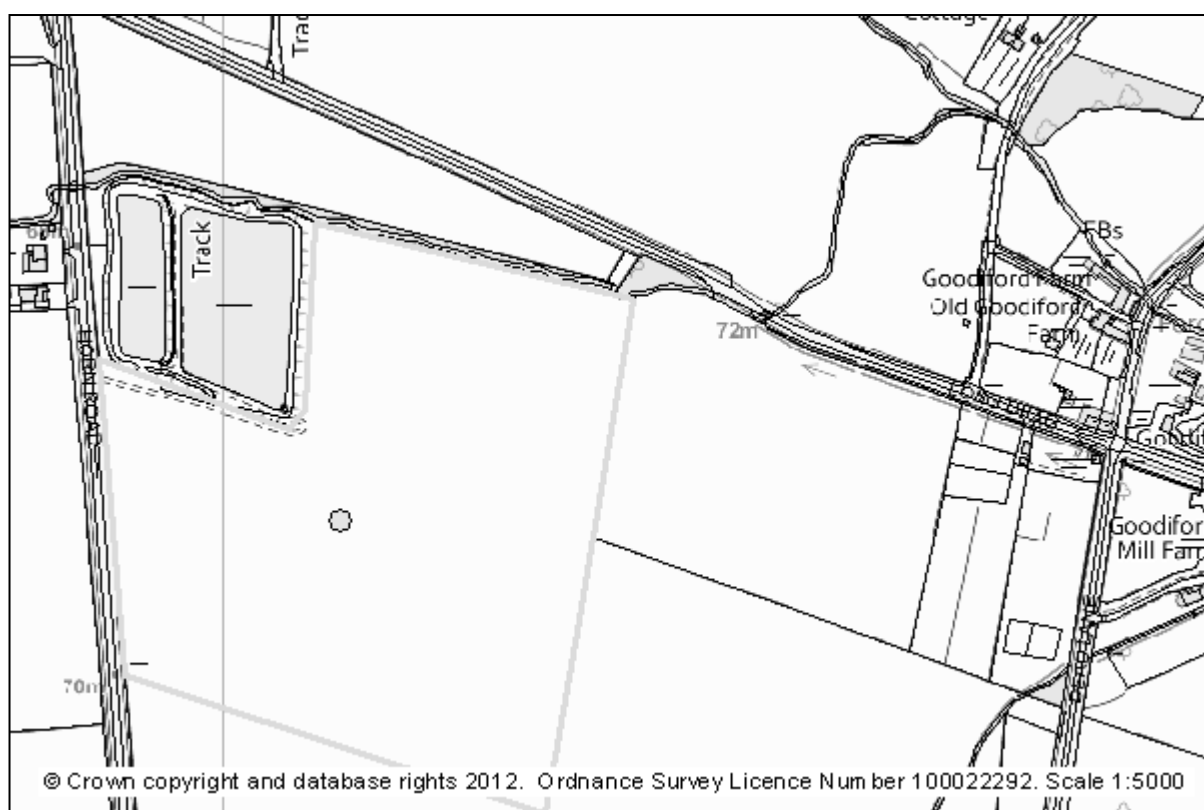 Cottage
Track
FBs
Goodiford Farm
Old Goodiford
Farm
72m
Track
Mill Farm
70m
© Crown copyright and database rights 2012. Ordnance Survey Licence Number 100022292. Scale 1:5000